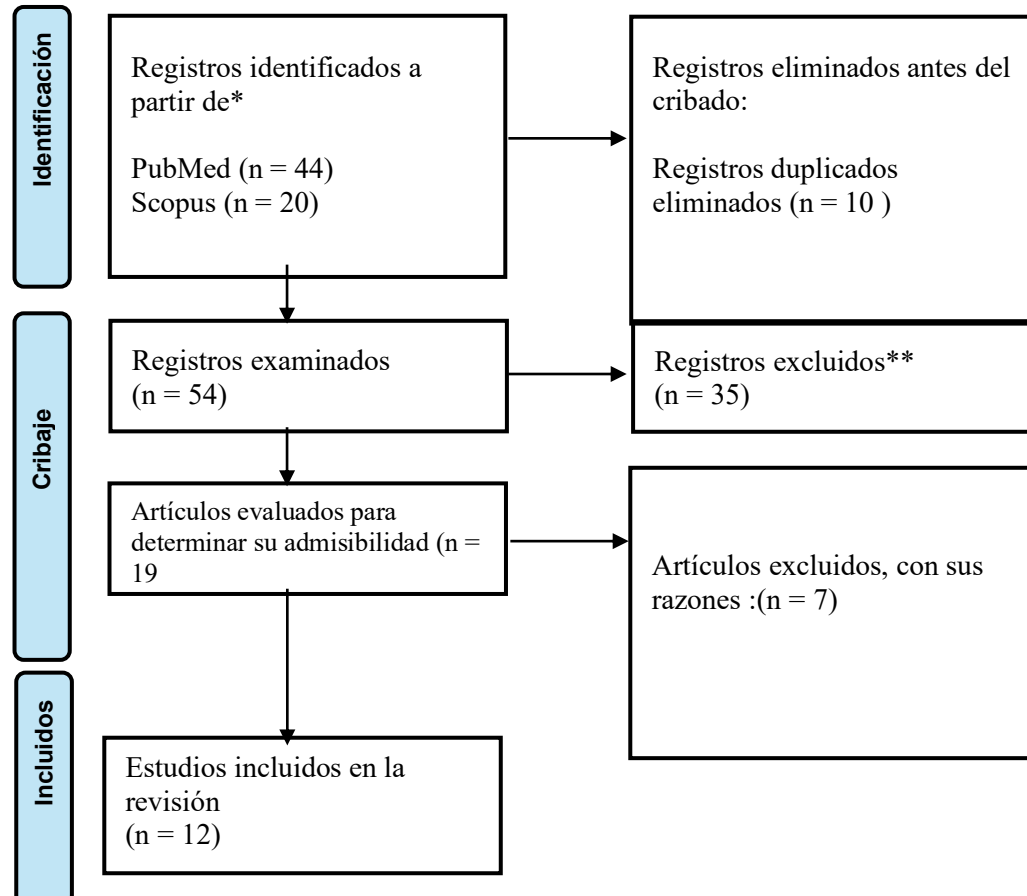 Identificación
Registros identificados a
partir de*
PubMed (n = 44)
Scopus (n = 20)
Registros eliminados antes del
cribado:
Registros duplicados
eliminados (n = 10 )
Cribaje
Registros examinados
(n = 54)
Registros excluidos**
(n = 35)
Artículos evaluados para
determinar su admisibilidad (n =
19
Artículos excluidos, con sus
razones :(n = 7)
Incluidos
Estudios incluidos en la
revisión
(n = 12)